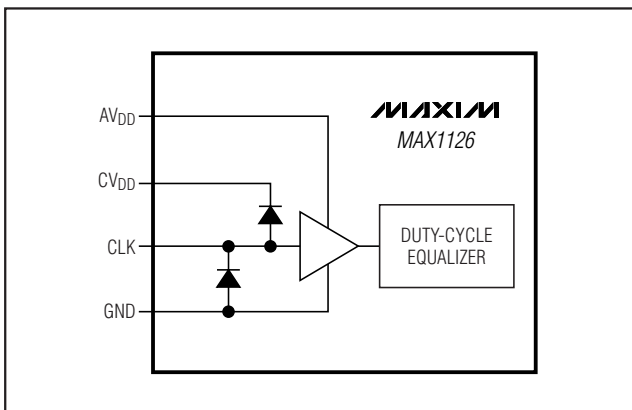 AVDD
MAXIM
MAX1126
CVDD
CLK
DUTY-CYCLE
EQUALIZER
GND